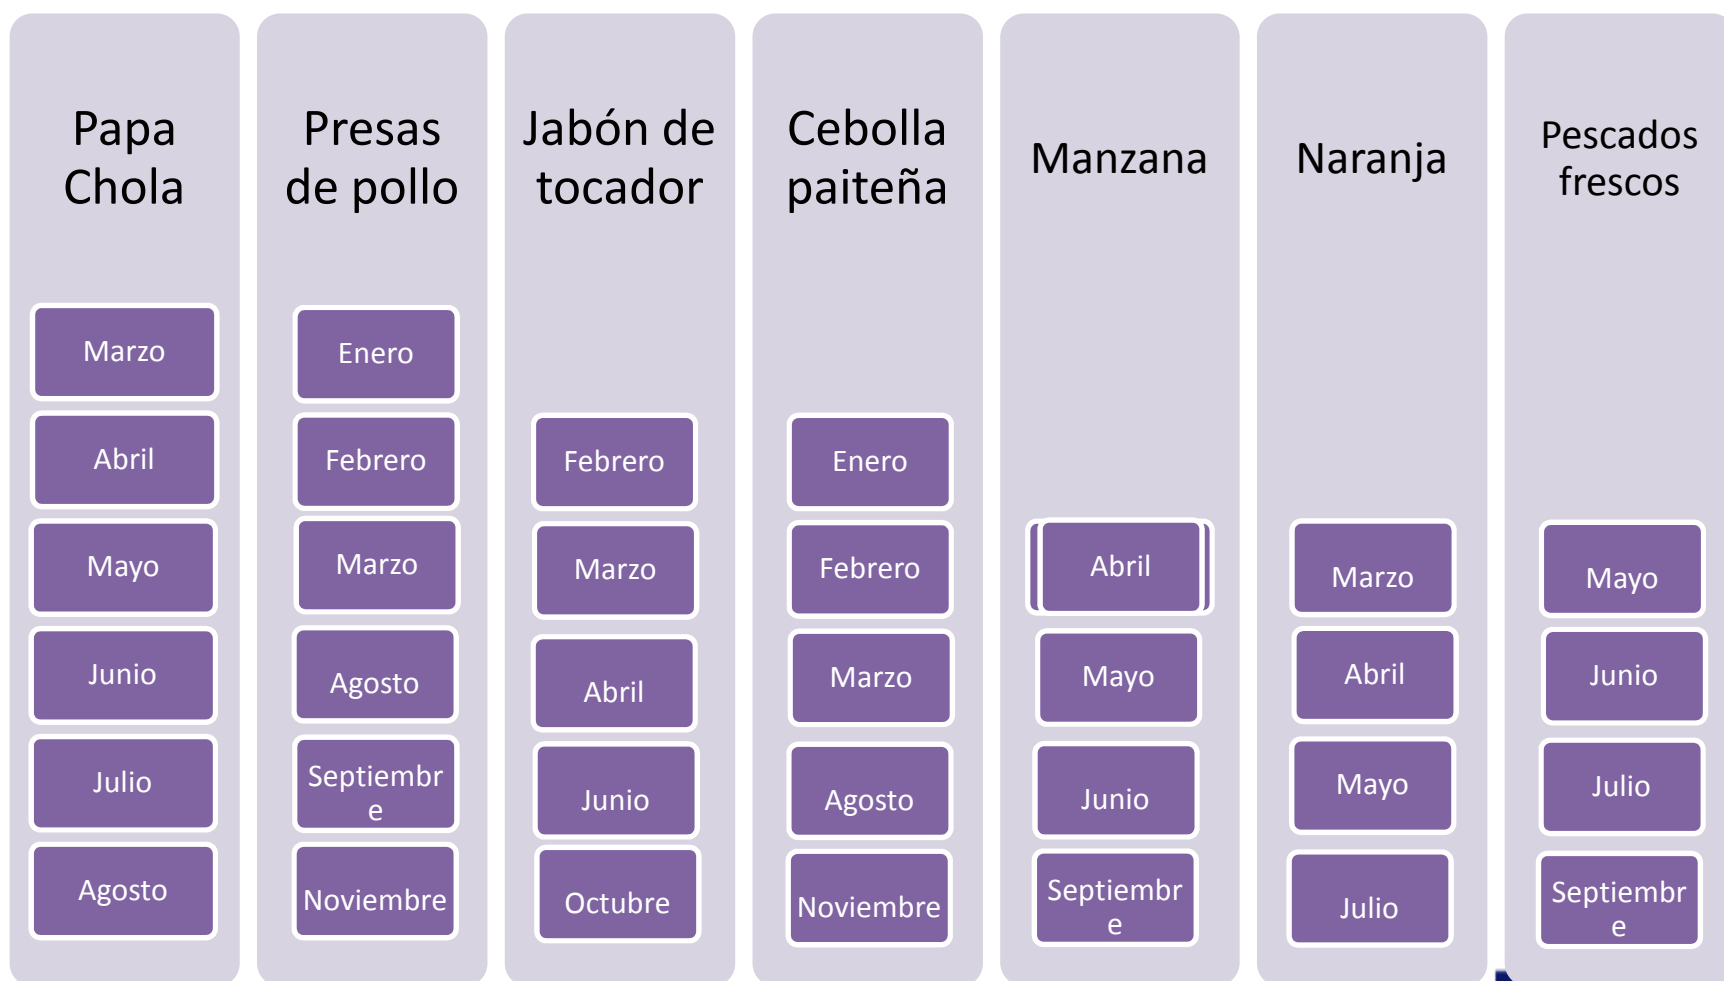 Papa
Chola
Marzo
Abril
Mayo
Junio
Julio
Agosto
Presas
de pollo
Enero
Febrero
Marzo
Agosto
Septiembr
e
Noviembre
Jabón de
tocador
Febrero
Marzo
Abril
Junio
Octubre
Cebolla
paiteña
Enero
Febrero
Marzo
Agosto
Noviembre
Manzana
Abril
Mayo
Junio
Septiembr
e
Naranja
Marzo
Abril
Mayo
Julio
Pescados
frescos
Mayo
Junio
Julio
Septiembr
e